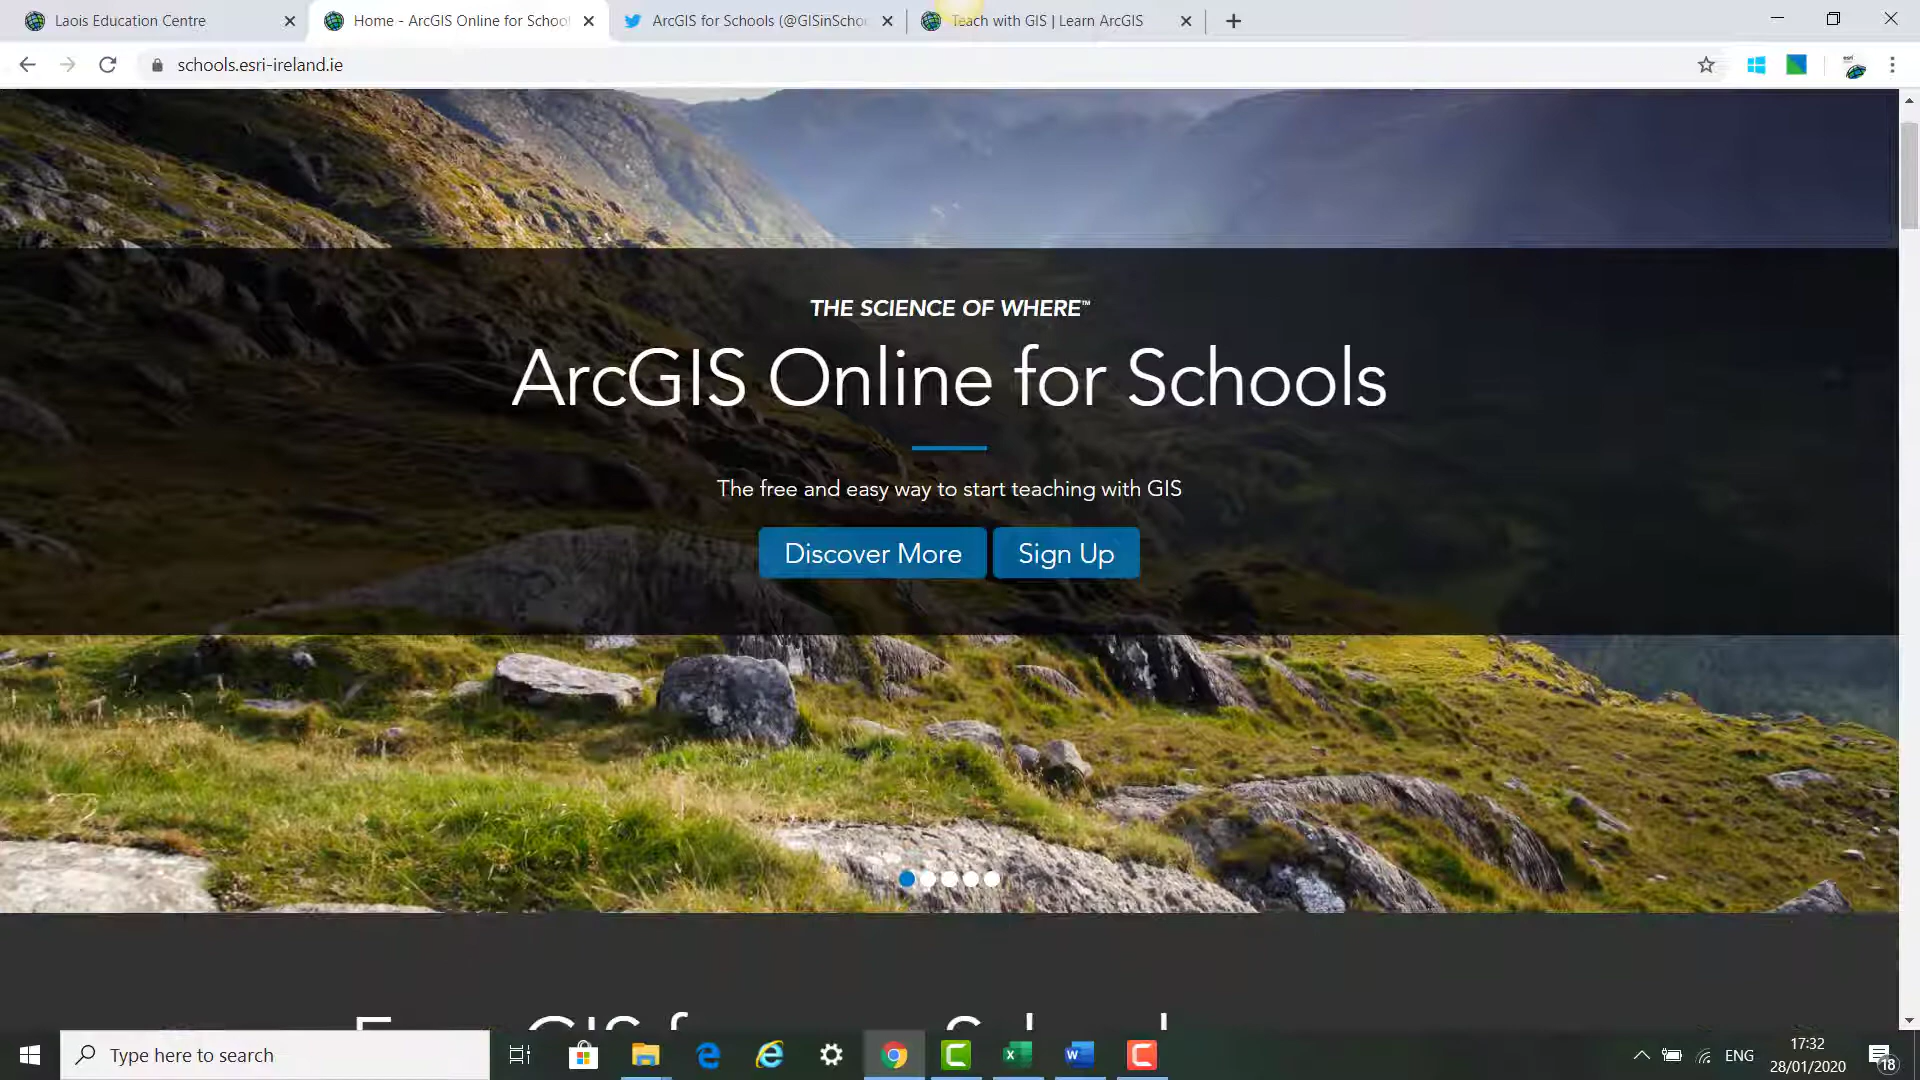 Laois Education Centre
Home - ArcGIS Online for School
ArcGIS for Schools (@GISinSchoo
Teach with GIS | Learn ArcGIS
schools.esri-ireland.ie
THE SCIENCE OF WHERE™
ArcGIS Online for Schools
The free and easy way to start teaching with GIS
Discover More
Sign Up
Type here to search
ENG
17:32
28/01/2020
18